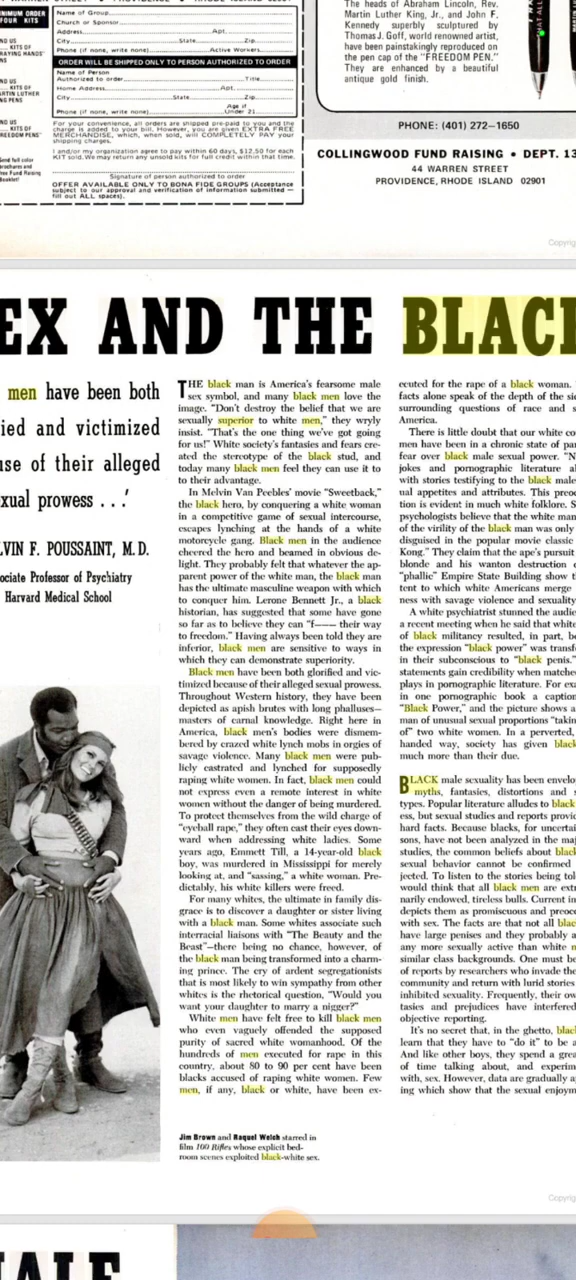 MINIMUM ORDER
FOUR KITS
Name of Group
Church or Sponsor
Address Apt.
City State Zip
Phone (if none, write none) Active Workers
ORDER WILL BE SHIPPED ONLY TO PERSON AUTHORIZED TO ORDER
Name of Person
Authorized to order Title
Home Address Apt.
City State Zip
Phone (if none, write none) Age if Under 21
For your convenience, all orders are shipped pre-paid to you and the
charge is added to your bill. However, you are given EXTRA FREE
MERCHANDISE, which, when sold, will COMPLETELY PAY your
shipping charges.
I and/or my organization agree to pay within 60 days, $12.50 for each
KIT sold. We may return any unsold kits for full credit within that time.
Signature of person authorized to order
OFFER AVAILABLE ONLY TO BONA FIDE GROUPS (Acceptance
subject to our approval and verification of information submitted —
fill out ALL spaces).
The heads of Abraham Lincoln, Rev.
Martin Luther King, Jr., and John F.
Kennedy superbly sculptured by
Thomas J. Goff, world renowned artist,
have been painstakingly reproduced on
the pen cap of the "FREEDOM PEN."
They are enhanced by a beautiful
antique gold finish.
PHONE: (401) 272–1650
COLLINGWOOD FUND RAISING • DEPT. 13
44 WARREN STREET
PROVIDENCE, RHODE ISLAND 02901
Copyrig
EX AND THE BLACK
men have been both
ied and victimized
use of their alleged
xual prowess . . .'
LVIN F. POUSSAINT, M.D.
ociate Professor of Psychiatry
Harvard Medical School
THE black man is America's fearsome male
sex symbol, and many black men love the
image. "Don't destroy the belief that we are
sexually superior to white men," they wryly
insist. "That's the one thing we've got going
for us!" White society's fantasies and fears cre-
ated the stereotype of the black stud, and
today many black men feel they can use it to
to their advantage.
In Melvin Van Peebles' movie "Sweetback,"
the black hero, by conquering a white woman
in a competitive game of sexual intercourse,
escapes lynching at the hands of a white
motorcycle gang. Black men in the audience
cheered the hero and beamed in obvious de-
light. They probably felt that whatever the ap-
parent power of the white man, the black man
has the ultimate masculine weapon with which
to conquer him. Lerone Bennett Jr., a black
historian, has suggested that some have gone
so far as to believe they can "f—— their way
to freedom." Having always been told they are
inferior, black men are sensitive to ways in
which they can demonstrate superiority.
Black men have been both glorified and vic-
timized because of their alleged sexual prowess.
Throughout Western history, they have been
depicted as apish brutes with long phalluses—
masters of carnal knowledge. Right here in
America, black men's bodies were dismem-
bered by crazed white lynch mobs in orgies of
savage violence. Many black men were pub-
licly castrated and lynched for supposedly
raping white women. In fact, black men could
not express even a remote interest in white
women without the danger of being murdered.
To protect themselves from the wild charge of
"eyeball rape," they often cast their eyes down-
ward when addressing white ladies. Some
years ago, Emmett Till, a 14-year-old black
boy, was murdered in Mississippi for merely
looking at, and "sassing," a white woman. Pre-
dictably, his white killers were freed.
For many whites, the ultimate in family dis-
grace is to discover a daughter or sister living
with a black man. Some whites associate such
interracial liaisons with "The Beauty and the
Beast"–there being no chance, however, of
the black man being transformed into a charm-
ing prince. The cry of ardent segregationists
that is most likely to win sympathy from other
whites is the rhetorical question, "Would you
want your daughter to marry a nigger?"
White men have felt free to kill black men
who even vaguely offended the supposed
purity of sacred white womanhood. Of the
hundreds of men executed for rape in this
country, about 80 to 90 per cent have been
blacks accused of raping white women. Few
men, if any, black or white, have been ex-
Jim Brown and Raquel Welch starred in
film 100 Rifles whose explicit bed-
room scenes exploited black-white sex.
ecuted for the rape of a black woman.
facts alone speak of the depth of the si
surrounding questions of race and s
America.
There is little doubt that our white co
men have been in a chronic state of par
fear over black male sexual power. "N
jokes and pornographic literature a
with stories testifying to the black male
ual appetites and attributes. This preoc
tion is evident in much white folklore. S
psychologists believe that the white man
of the virility of the black man was only
disguised in the popular movie classic
Kong." They claim that the ape's pursuit
blonde and his wanton destruction
"phallic" Empire State Building show t
tent to which white Americans merge
ness with savage violence and sexuality
A white psychiatrist stunned the audie
a recent meeting when he said that white
of black militancy resulted, in part, be
the expression "black power" was transf
in their subconscious to "black penis."
statements gain credibility when matche
plays in pornographic literature. For exa
in one pornographic book a caption
"Black Power," and the picture shows a
man of unusual sexual proportions "takin
of" two white women. In a perverted,
handed way, society has given black
much more than their due.
BLACK male sexuality has been envelo
myths, fantasies, distortions and s
types. Popular literature alludes to black
ess, but sexual studies and reports provid
hard facts. Because blacks, for uncertai
sons, have not been analyzed in the maj
studies, the common beliefs about black
sexual behavior cannot be confirmed
jected. To listen to the stories being tol
would think that all black men are extr
narily endowed, tireless bulls. Current in
depicts them as promiscuous and preoc
with sex. The facts are that not all blac
have large penises and they probably a
any more sexually active than white m
similar class backgrounds. One must be
of reports by researchers who invade the
community and return with lurid stories
inhibited sexuality. Frequently, their ow
tasies and prejudices have interfered
objective reporting.
It's no secret that, in the ghetto, blac
learn that they have to "do it" to be a
And like other boys, they spend a grea
of time talking about, and experim
with, sex. However, data are gradually a
ing which show that the sexual enjoym
Copyrig